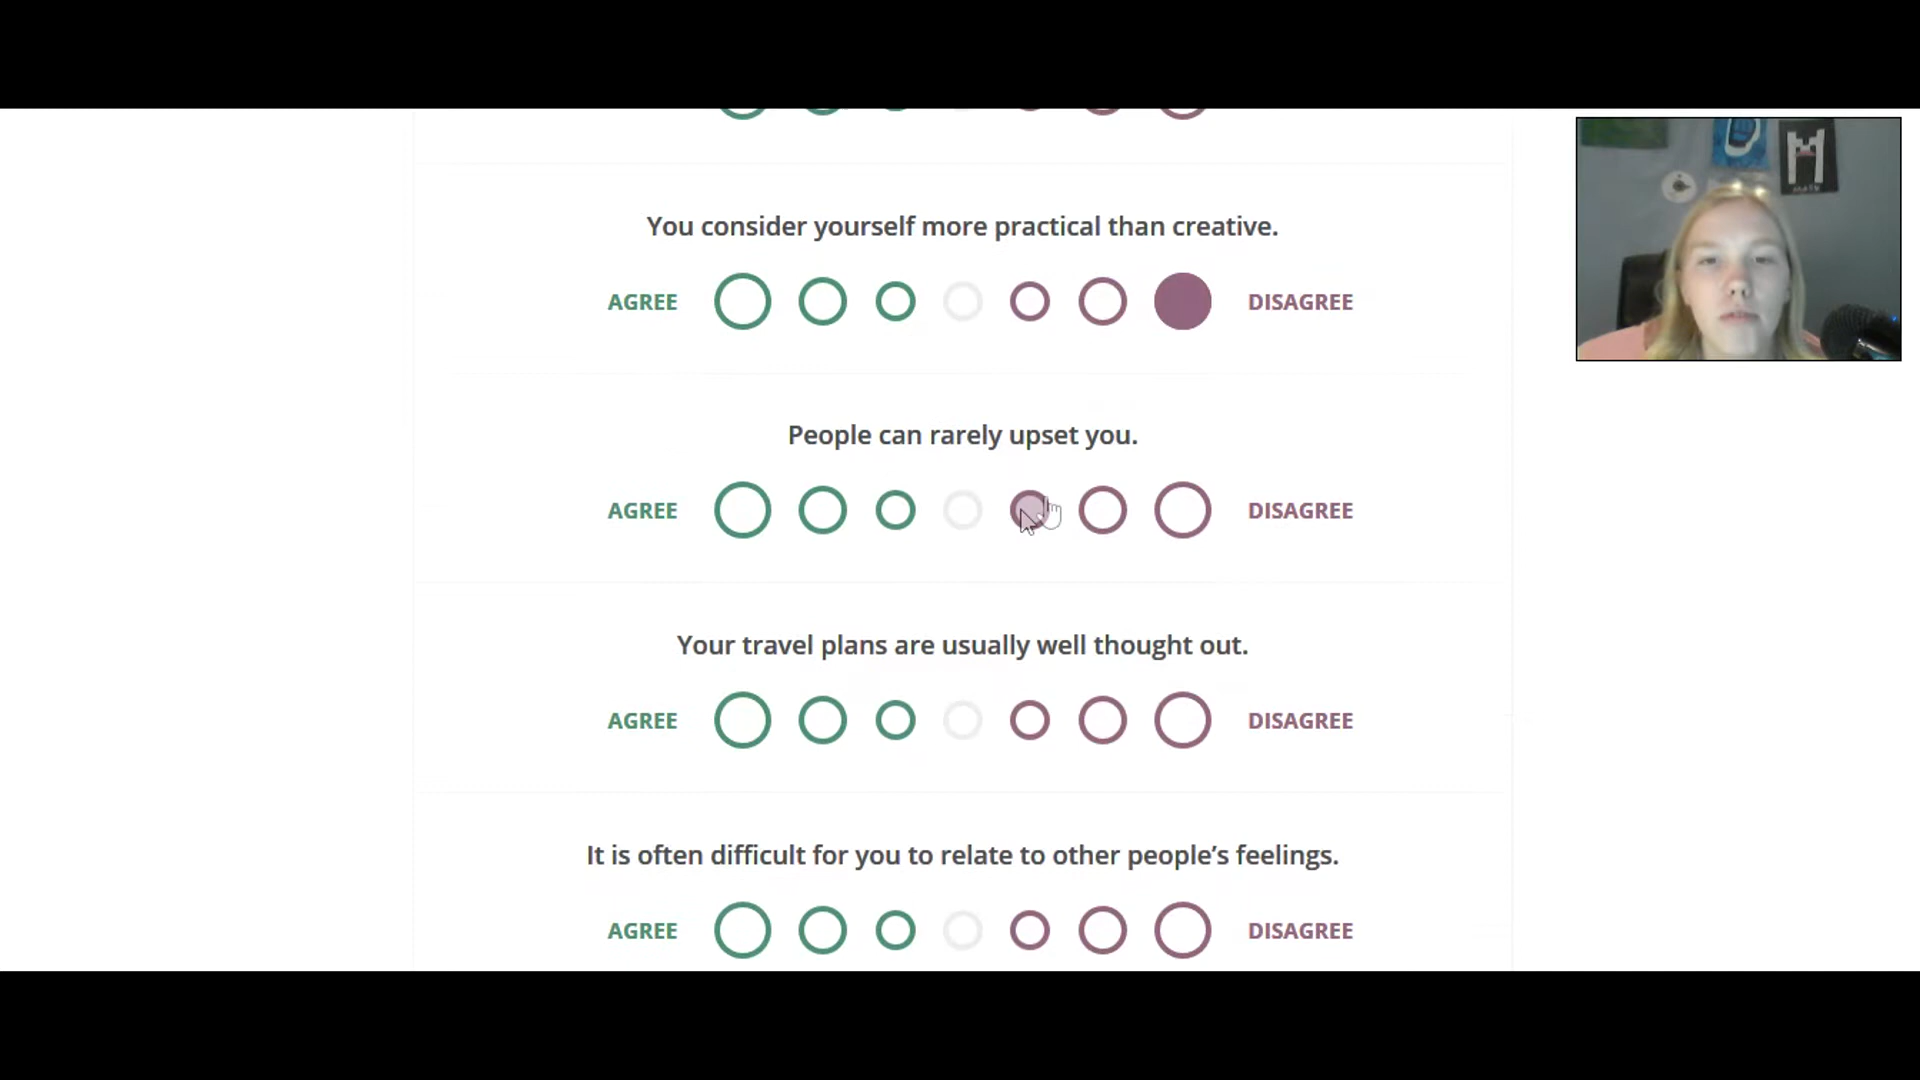 You consider yourself more practical than creative.
AGREE DISAGREE
People can rarely upset you.
AGREE DISAGREE
Your travel plans are usually well thought out.
AGREE DISAGREE
It is often difficult for you to relate to other people’s feelings.
AGREE DISAGREE